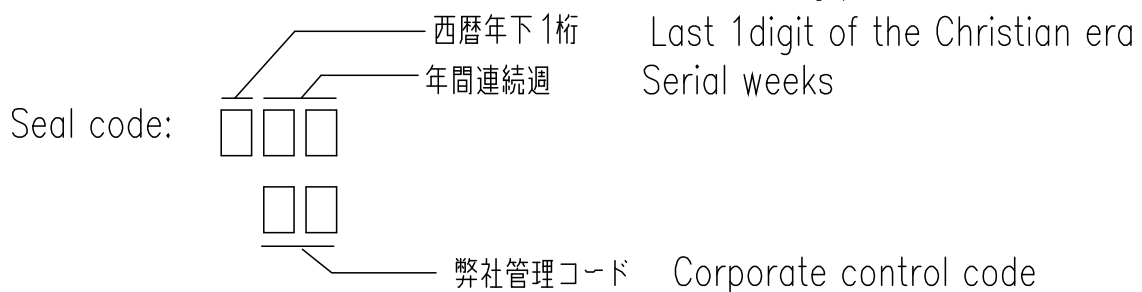 西暦年下1桁 Last 1digit of the Christian era
年間連続週 Serial weeks
Seal code:
弊社管理コード Corporate control code